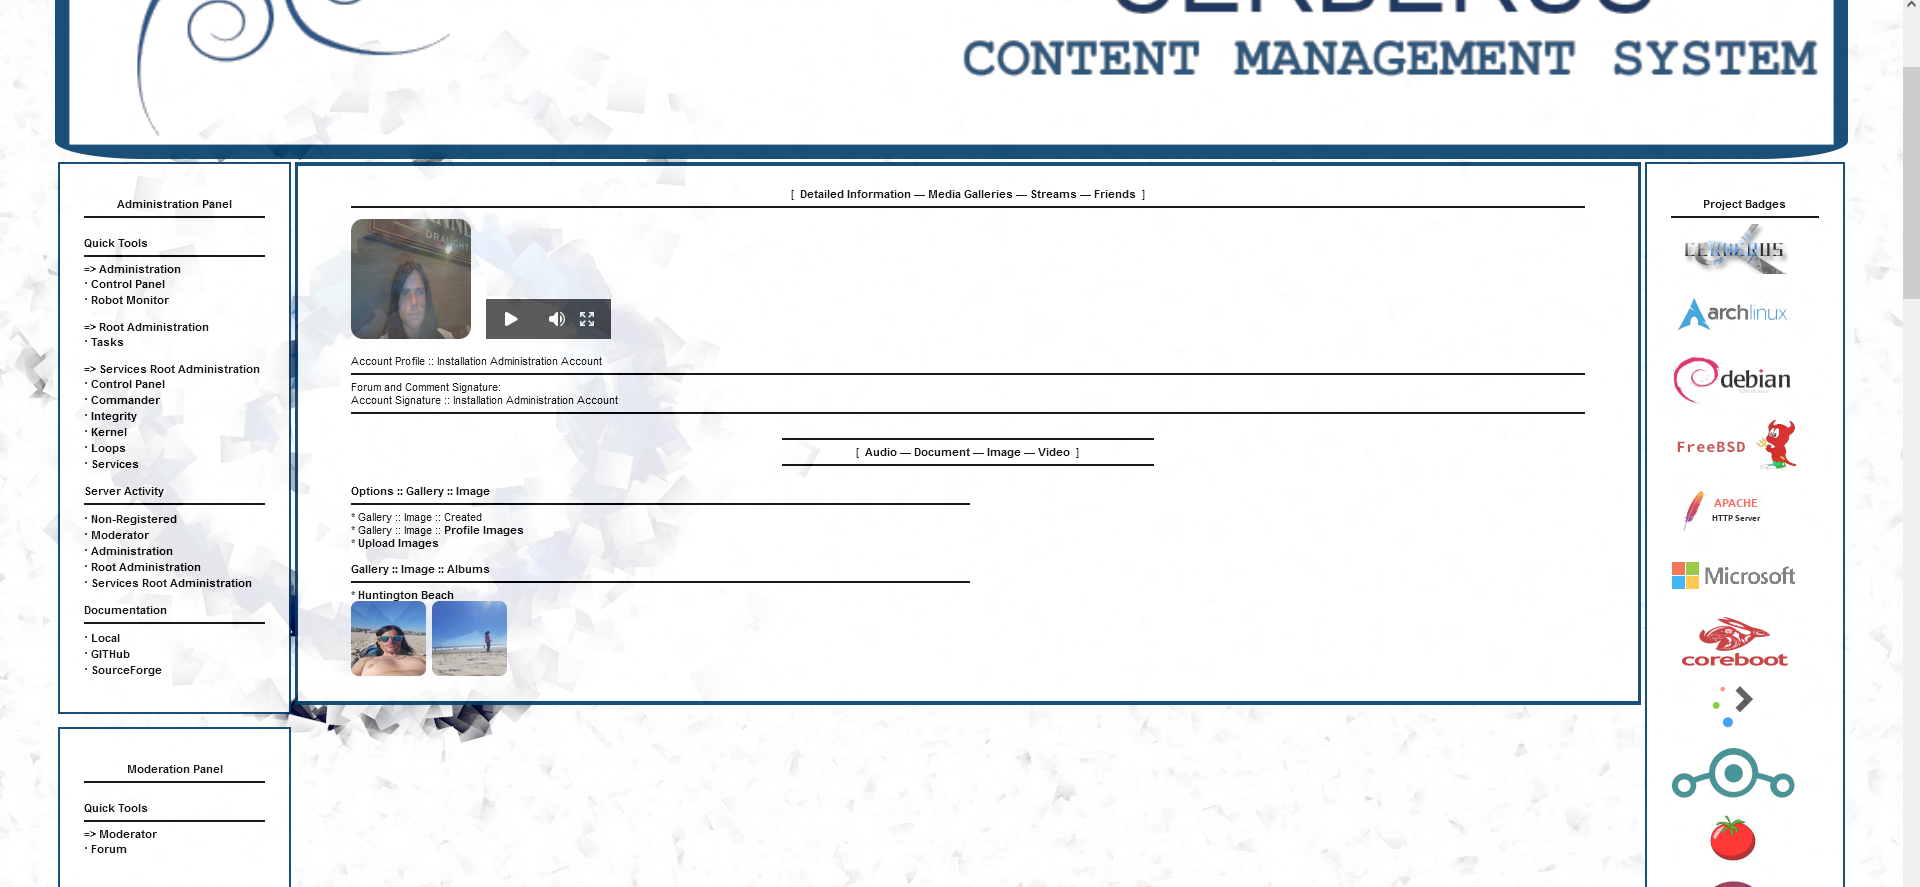 CERBERUS
CONTENT MANAGEMENT SYSTEM
Administration Panel
Quick Tools
=> Administration
· Control Panel
· Robot Monitor
=> Root Administration
· Tasks
=> Services Root Administration
· Control Panel
· Commander
· Integrity
· Kernel
· Loops
· Services
Server Activity
· Non-Registered
· Moderator
· Administration
· Root Administration
· Services Root Administration
Documentation
· Local
· GITHub
· SourceForge
Moderation Panel
Quick Tools
=> Moderator
· Forum
[ Detailed Information — Media Galleries — Streams — Friends ]
DRAUGHT
Account Profile :: Installation Administration Account
Forum and Comment Signature:
Account Signature :: Installation Administration Account
[ Audio — Document — Image — Video ]
Options :: Gallery :: Image
* Gallery :: Image :: Created
* Gallery :: Image :: Profile Images
* Upload Images
Gallery :: Image :: Albums
* Huntington Beach
Project Badges
CERBERUS
archlinux
debian
FreeBSD
APACHE
HTTP Server
Microsoft
coreboot